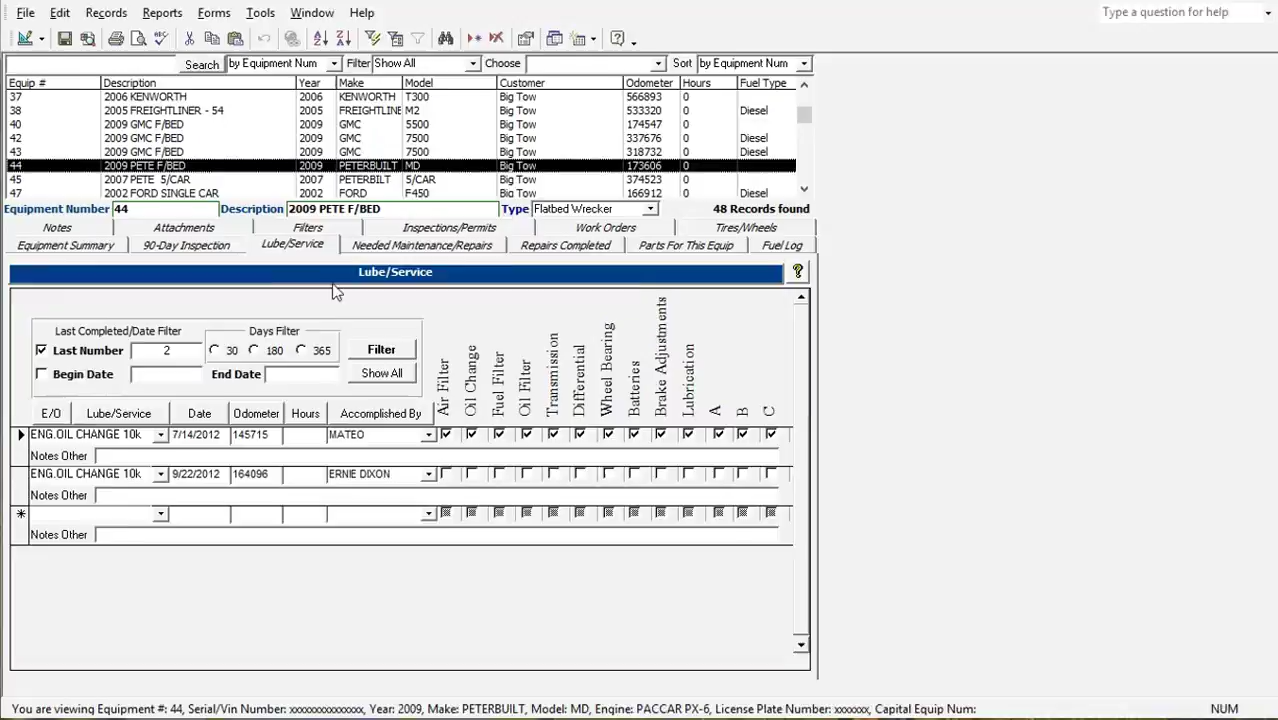 File Edit Records Reports Forms Tools Window Help Type a question for help
Search by Equipment Num Filter Show All Choose Sort by Equipment Num
Equip # Description Year Make Model Customer Odometer Hours Fuel Type
37 2006 KENWORTH 2006 KENWORTH T300 Big Tow 566893 0
38 2005 FREIGHTLINER - 54 2005 FREIGHTLINE M2 Big Tow 533320 0 Diesel
40 2009 GMC F/BED 2009 GMC 5500 Big Tow 174547 0
42 2009 GMC F/BED 2009 GMC 7500 Big Tow 337676 0 Diesel
43 2009 GMC F/BED 2009 GMC 7500 Big Tow 318732 0 Diesel
44 2009 PETE F/BED 2009 PETERBUILT MD Big Tow 173606 0
45 2007 PETE 5/CAR 2007 PETERBILT 5/CAR Big Tow 374523 0
47 2002 FORD SINGLE CAR 2002 FORD F450 Big Tow 166912 0 Diesel
Equipment Number 44 Description 2009 PETE F/BED Type Flatbed Wrecker 48 Records found
Notes Attachments Filters Inspections/Permits Work Orders Tires/Wheels
Equipment Summary 90-Day Inspection Lube/Service Needed Maintenance/Repairs Repairs Completed Parts For This Equip Fuel Log
Lube/Service ?
Last Completed/Date Filter Days Filter
Last Number 2 30 180 365 Filter
Begin Date End Date Show All
Air Filter Oil Change Fuel Filter Oil Filter Transmission Differential Wheel Bearing Batteries Brake Adjustments Lubrication A B C
E/O Lube/Service Date Odometer Hours Accomplished By
ENG.OIL CHANGE 10k 7/14/2012 145715 MATEO
Notes Other
ENG.OIL CHANGE 10k 9/22/2012 164096 ERNIE DIXON
Notes Other
*
Notes Other
You are viewing Equipment #: 44, Serial/Vin Number: xxxxxxxxxxxxxx, Year: 2009, Make: PETERBUILT, Model: MD, Engine: PACCAR PX-6, License Plate Number: xxxxxxx, Capital Equip Num: NUM